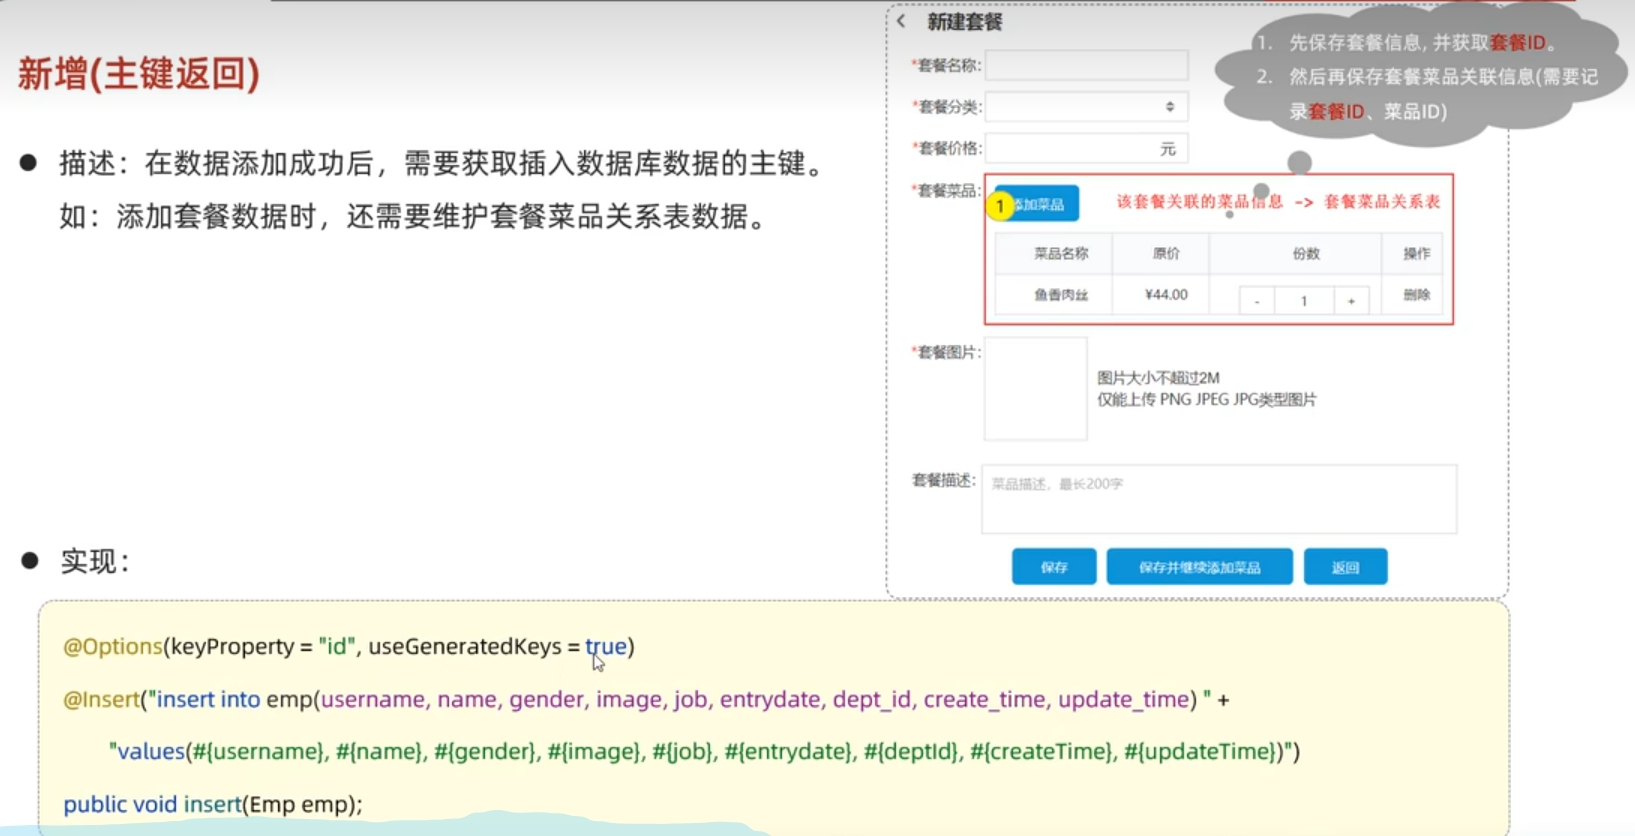 新增(主键返回)
● 描述：在数据添加成功后，需要获取插入数据库数据的主键。
如：添加套餐数据时，还需要维护套餐菜品关系表数据。
新建套餐
1. 先保存套餐信息, 并获取套餐ID。
2. 然后再保存套餐菜品关联信息(需要记
录套餐ID、菜品ID)
*套餐名称:
*套餐分类:
*套餐价格: 元
*套餐菜品:
1 添加菜品 该套餐关联的菜品信息 -> 套餐菜品关系表
菜品名称 原价 份数 操作
鱼香肉丝 ¥44.00 - 1 + 删除
*套餐图片:
图片大小不超过2M
仅能上传 PNG JPEG JPG类型图片
套餐描述: 菜品描述，最长200字
保存 保存并继续添加菜品 返回
● 实现：
@Options(keyProperty = "id", useGeneratedKeys = true)
@Insert("insert into emp(username, name, gender, image, job, entrydate, dept_id, create_time, update_time) " +
"values(#{username}, #{name}, #{gender}, #{image}, #{job}, #{entrydate}, #{deptId}, #{createTime}, #{updateTime})")
public void insert(Emp emp);